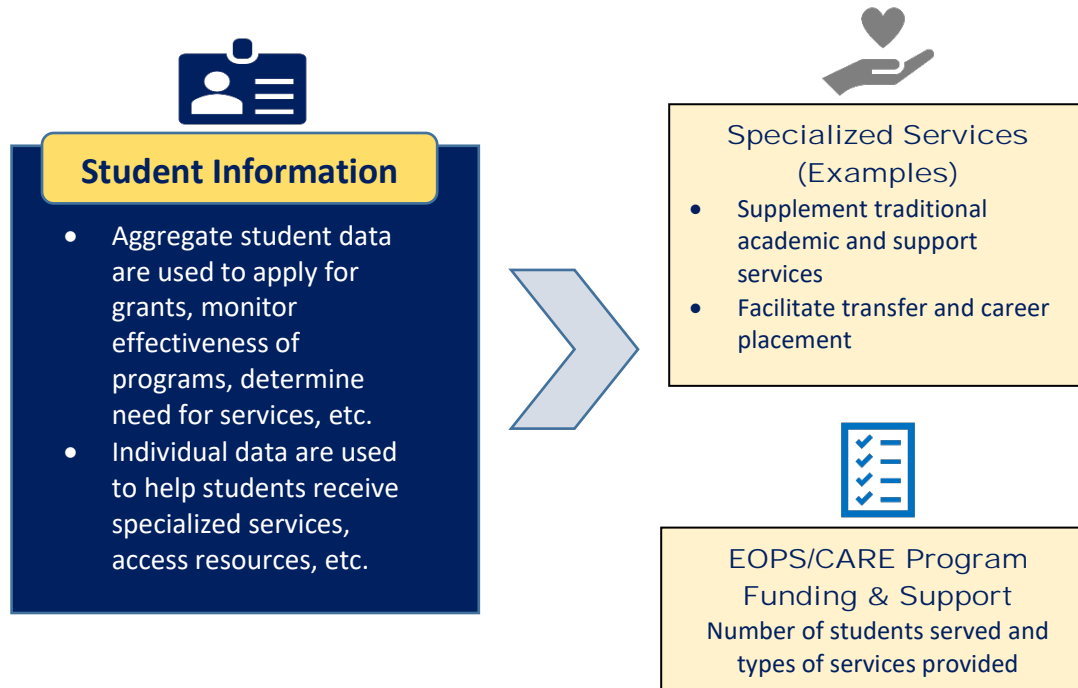 Student Information
• Aggregate student data
are used to apply for
grants, monitor
effectiveness of
programs, determine
need for services, etc.
• Individual data are used
to help students receive
specialized services,
access resources, etc.
Specialized Services
(Examples)
• Supplement traditional
academic and support
services
• Facilitate transfer and career
placement
EOPS/CARE Program
Funding & Support
Number of students served and
types of services provided